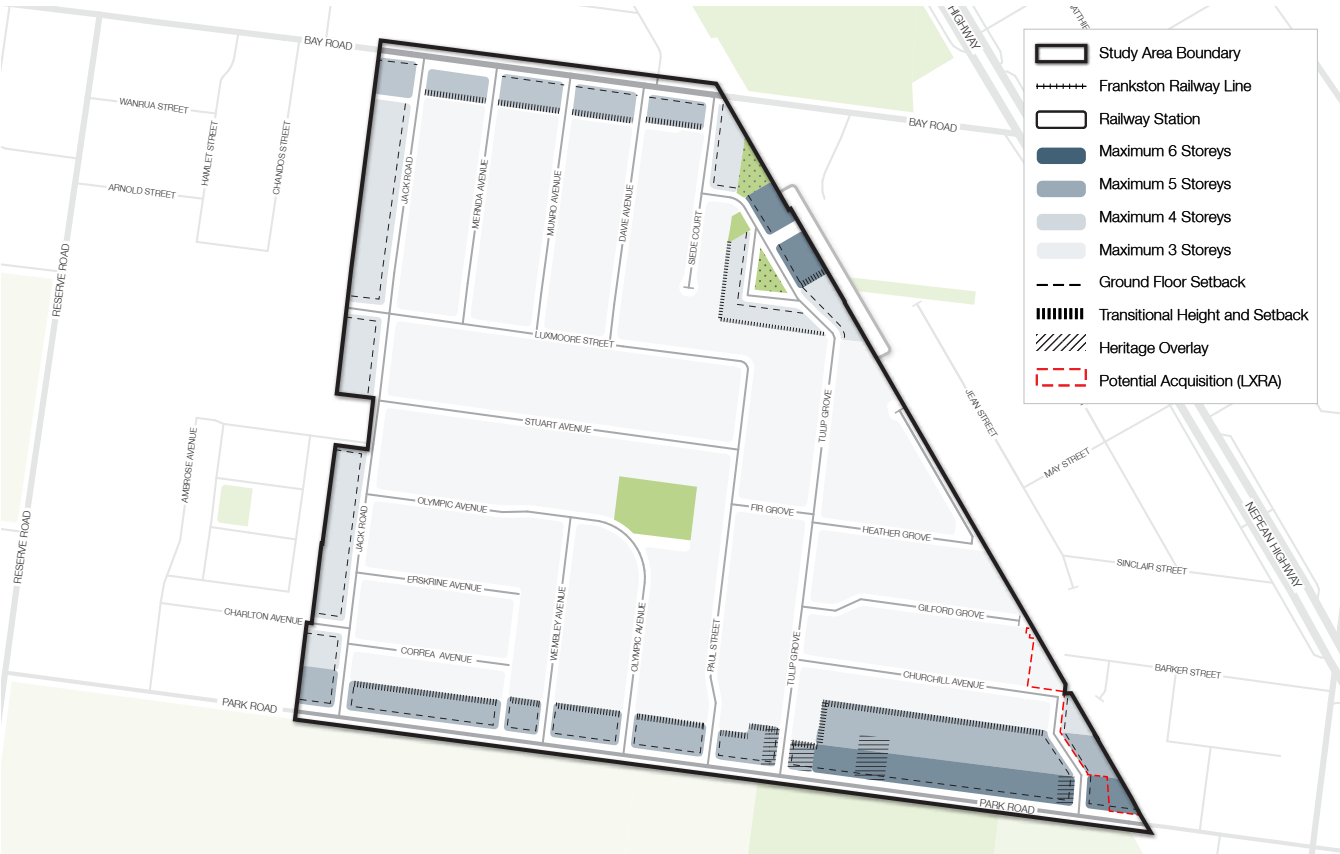 BAY ROAD
HIGHWAY
Study Area Boundary
Frankston Railway Line
Railway Station
Maximum 6 Storeys
Maximum 5 Storeys
Maximum 4 Storeys
Maximum 3 Storeys
Ground Floor Setback
Transitional Height and Setback
Heritage Overlay
Potential Acquisition (LXRA)
WANRUA STREET
HAMLET STREET
CHANDOS STREET
ARNOLD STREET
BAY ROAD
JACK ROAD
MERNDA AVENUE
MUNRO AVENUE
DAVIE AVENUE
SIEDE COURT
RESERVE ROAD
LUXMOORE STREET
STUART AVENUE
TULIP GROVE
JEAN STREET
MAY STREET
AMBROSE AVENUE
OLYMPIC AVENUE
JACK ROAD
FIR GROVE
HEATHER GROVE
NEPEAN HIGHWAY
RESERVE ROAD
SINCLAIR STREET
ERSKRINE AVENUE
WEMBLEY AVENUE
OLYMPIC AVENUE
PAUL STREET
TULIP GROVE
GILFORD GROVE
CHARLTON AVENUE
CORREA AVENUE
CHURCHILL AVENUE
BARKER STREET
PARK ROAD
PARK ROAD